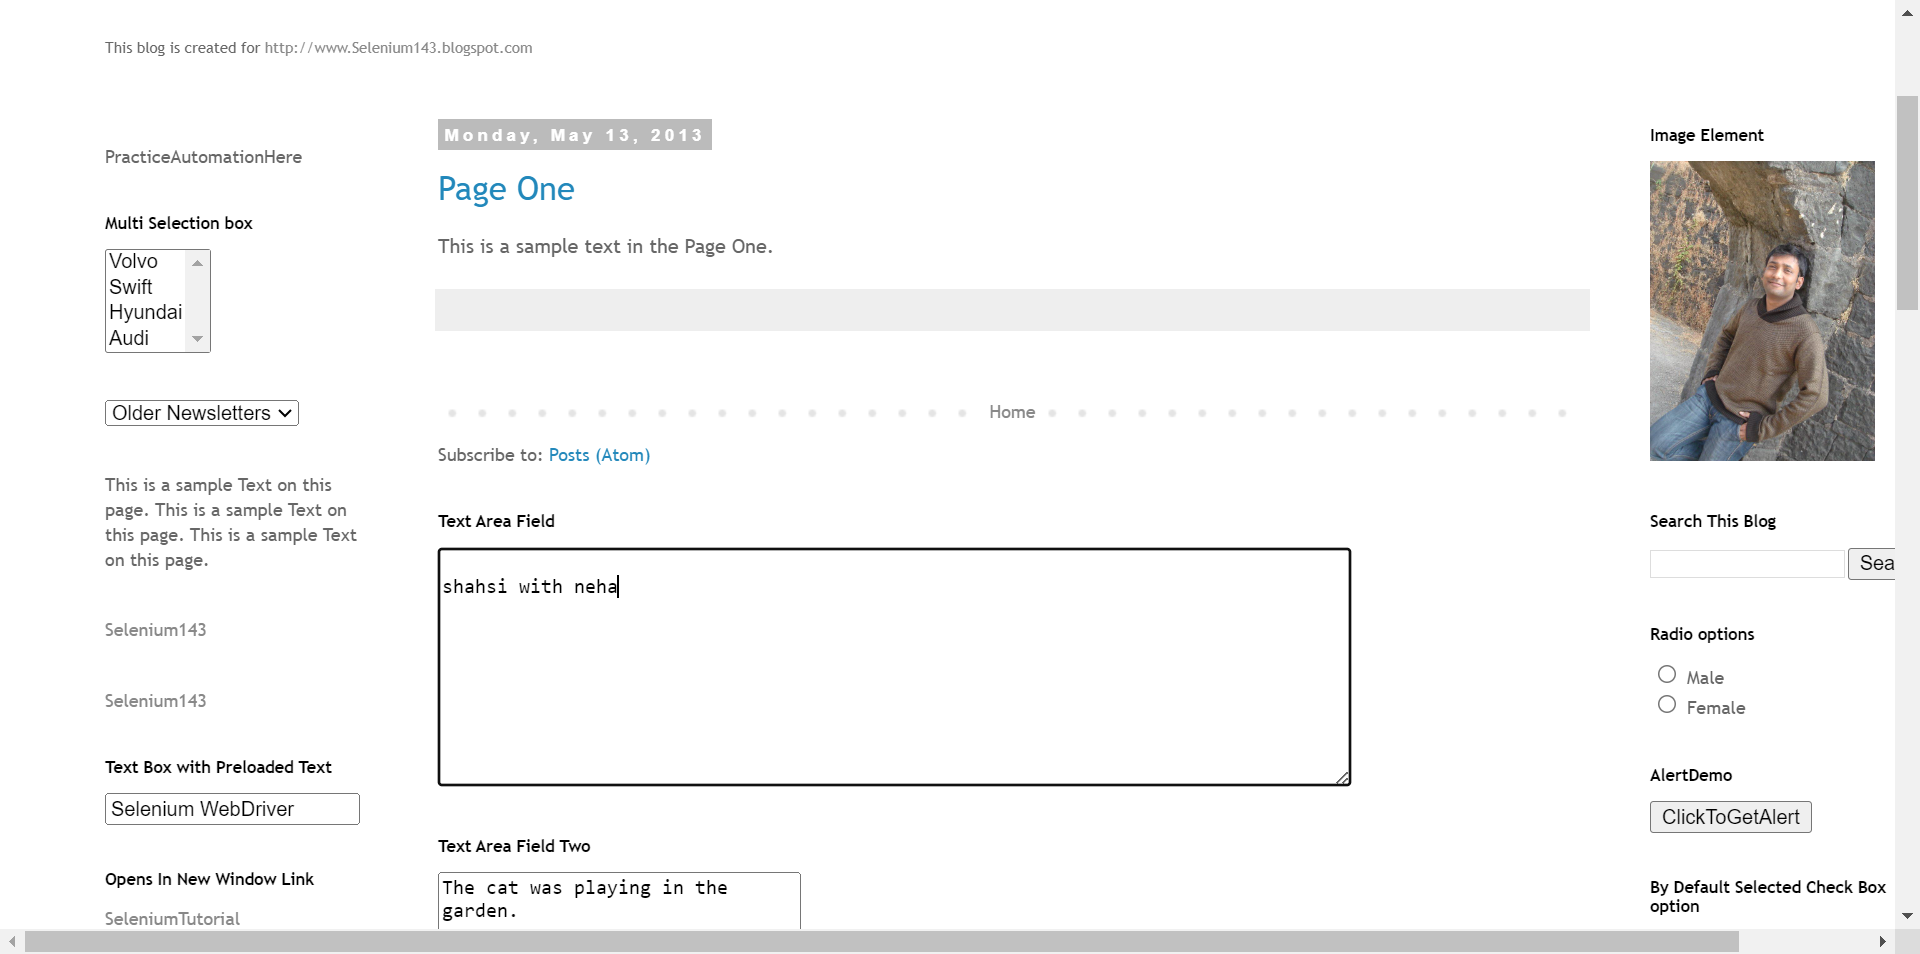 This blog is created for http://www.Selenium143.blogspot.com
PracticeAutomationHere
Multi Selection box
Volvo
Swift
Hyundai
Audi
Older Newsletters
This is a sample Text on this
page. This is a sample Text on
this page. This is a sample Text
on this page.
Selenium143
Selenium143
Text Box with Preloaded Text
Selenium WebDriver
Opens In New Window Link
SeleniumTutorial
Monday, May 13, 2013
Page One
This is a sample text in the Page One.
Home
Subscribe to: Posts (Atom)
Text Area Field
shahsi with neha
Text Area Field Two
The cat was playing in the
garden.
Image Element
Search This Blog
Sea
Radio options
Male
Female
AlertDemo
ClickToGetAlert
By Default Selected Check Box
option